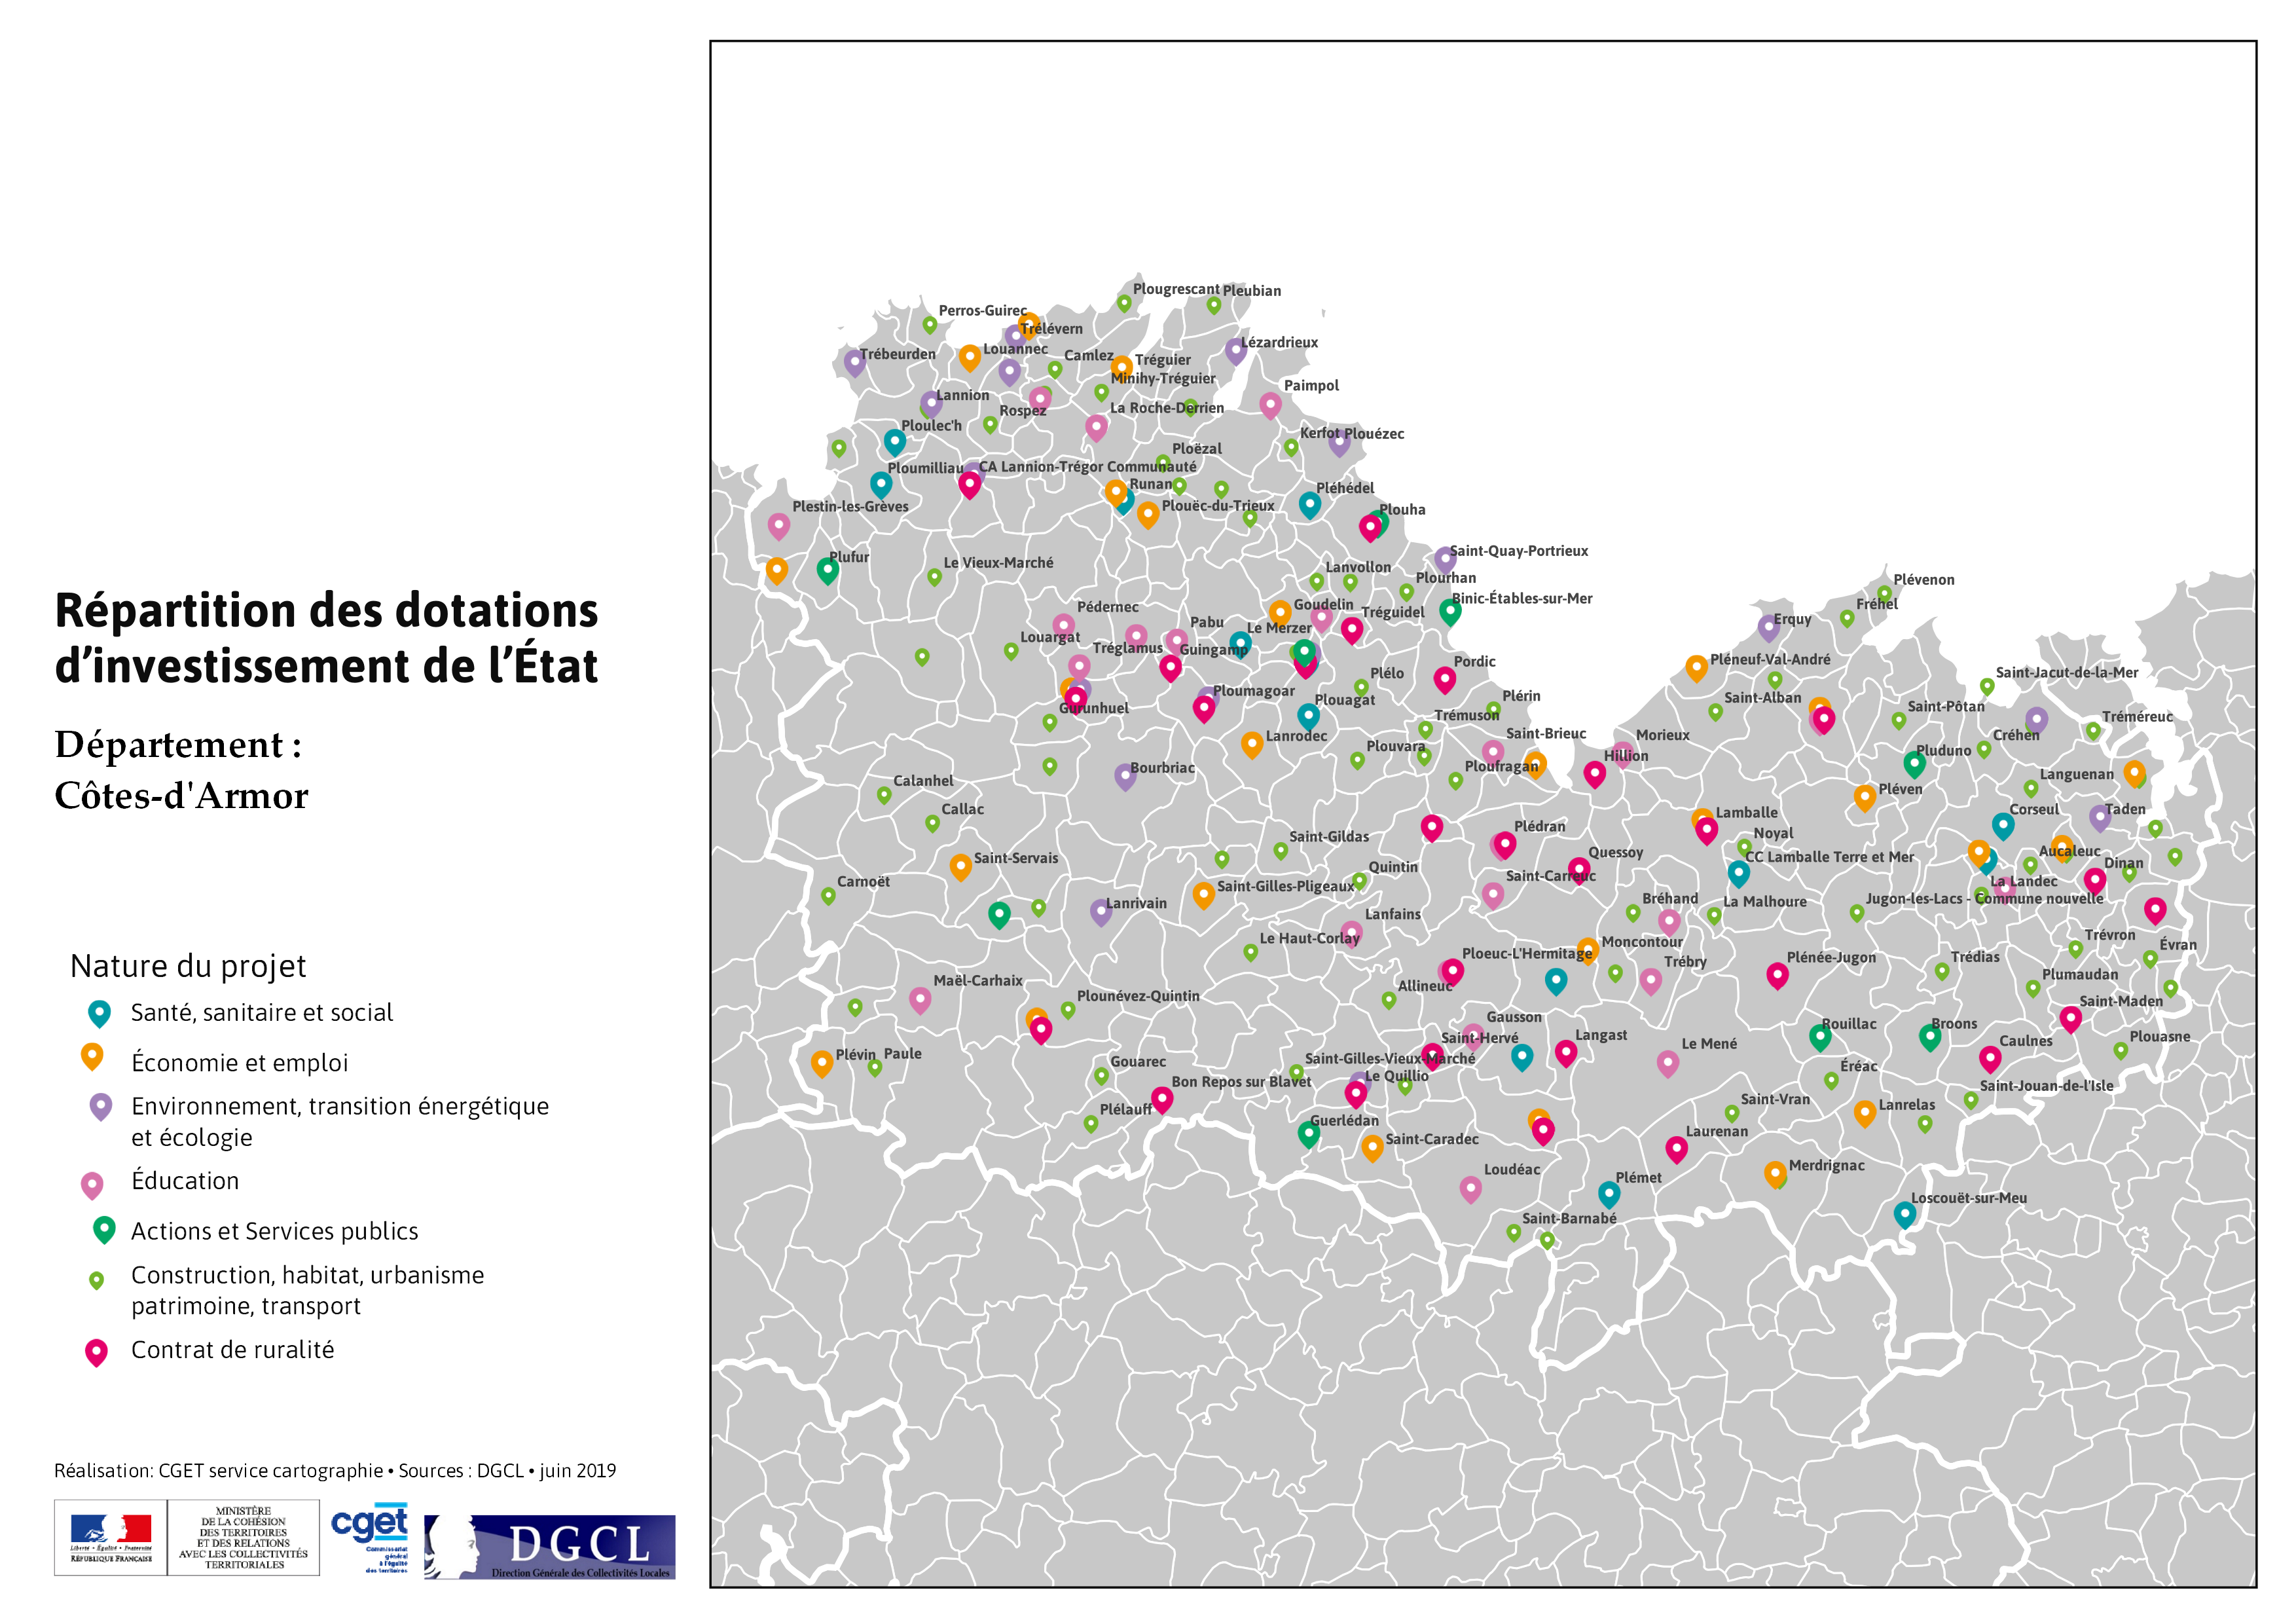 Répartition des dotations
d’investissement de l’État
Département :
Côtes-d'Armor
Nature du projet
Santé, sanitaire et social
Économie et emploi
Environnement, transition énergétique
et écologie
Éducation
Actions et Services publics
Construction, habitat, urbanisme
patrimoine, transport
Contrat de ruralité
Réalisation: CGET service cartographie • Sources : DGCL • juin 2019
Liberté • Égalité • Fraternité
RÉPUBLIQUE FRANÇAISE
MINISTÈRE
DE LA COHÉSION
DES TERRITOIRES
ET DES RELATIONS
AVEC LES COLLECTIVITÉS
TERRITORIALES
cget
Commissariat
général
à l'égalité
des territoires
DGCL
Direction Générale des Collectivités Locales
Plougrescant
Pleubian
Perros-Guirec
Trélévern
Lézardrieux
Louannec
Trébeurden
Camlez
Tréguier
Minihy-Tréguier
Paimpol
Lannion
La Roche-Derrien
Rospez
Ploulec'h
Kerfot
Plouézec
Ploëzal
Ploumilliau
CA Lannion-Trégor Communauté
Runan
Pléhédel
Plestin-les-Grèves
Plouëc-du-Trieux
Plouha
Saint-Quay-Portrieux
Plufur
Le Vieux-Marché
Lanvollon
Plourhan
Plévenon
Binic-Étables-sur-Mer
Pédernec
Goudelin
Tréguidel
Fréhel
Pabu
Le Merzer
Erquy
Louargat
Tréglamus
Guingamp
Pordic
Pléneuf-Val-André
Plélo
Saint-Jacut-de-la-Mer
Ploumagoar
Plouagat
Plérin
Saint-Alban
Gurunhuel
Saint-Pôtan
Trémuson
Tréméreuc
Lanrodec
Saint-Brieuc
Morieux
Créhen
Plouvara
Hillion
Pluduno
Bourbriac
Ploufragan
Languenan
Calanhel
Pléven
Callac
Lamballe
Corseul
Taden
Plédran
Saint-Gildas
Noyal
Saint-Servais
Quessoy
CC Lamballe Terre et Mer
Aucaleuc
Quintin
Dinan
Carnoët
Saint-Gilles-Pligeaux
Saint-Carreuc
La Landec
Lanrivain
Bréhand
La Malhoure
Jugon-les-Lacs - Commune nouvelle
Lanfains
Le Haut-Corlay
Moncontour
Trévron
Évran
Ploeuc-L'Hermitage
Trébry
Plénée-Jugon
Trédias
Maël-Carhaix
Allineuc
Plumaudan
Plounévez-Quintin
Saint-Maden
Gausson
Rouillac
Broons
Saint-Hervé
Langast
Plouasne
Le Mené
Caulnes
Plévin
Paule
Gouarec
Saint-Gilles-Vieux-Marché
Éréac
Bon Repos sur Blavet
Le Quillio
Saint-Jouan-de-l'Isle
Saint-Vran
Lanrelas
Plélauff
Guerlédan
Laurenan
Saint-Caradec
Merdrignac
Loudéac
Plémet
Loscouët-sur-Meu
Saint-Barnabé